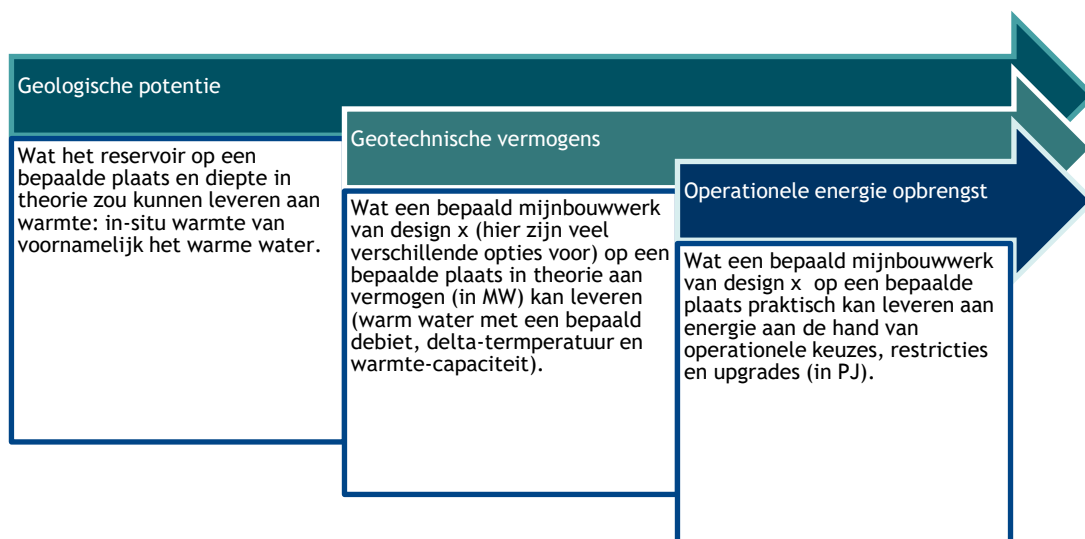 Geologische potentie
Wat het reservoir op een
bepaalde plaats en diepte in
theorie zou kunnen leveren aan
warmte: in-situ warmte van
voornamelijk het warme water.
Geotechnische vermogens
Wat een bepaald mijnbouwwerk
van design x (hier zijn veel
verschillende opties voor) op een
bepaalde plaats in theorie aan
vermogen (in MW) kan leveren
(warm water met een bepaald
debiet, delta-termperatuur en
warmte-capaciteit).
Operationele energie opbrengst
Wat een bepaald mijnbouwwerk
van design x op een bepaalde
plaats praktisch kan leveren aan
energie aan de hand van
operationele keuzes, restricties
en upgrades (in PJ).